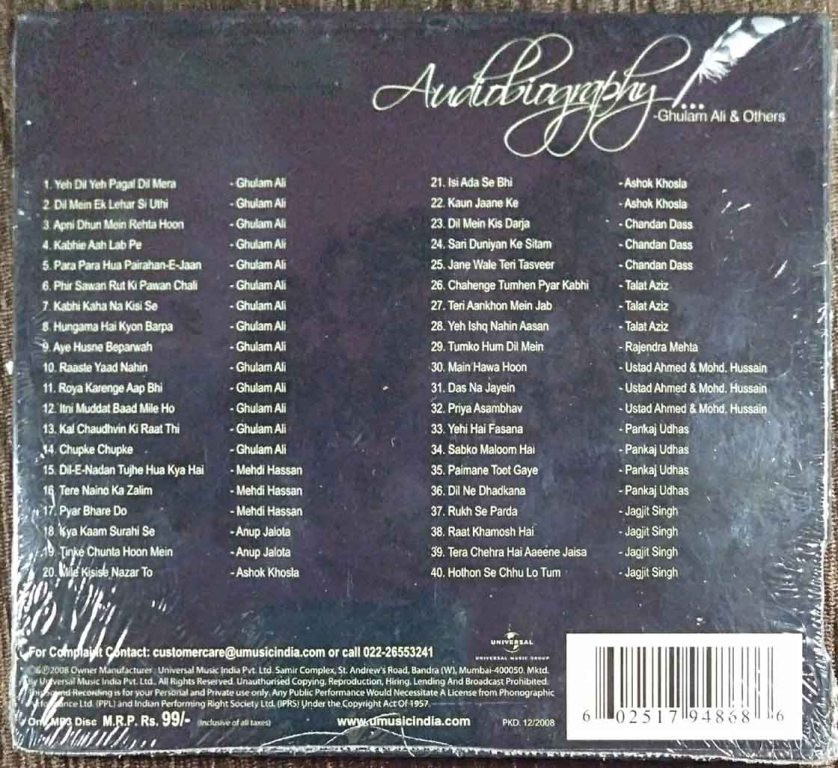 Audiobiography...
-Ghulam Ali & Others
1. Yeh Dil Yeh Pagal Dil Mera - Ghulam Ali
2. Dil Mein Ek Lehar Si Uthi - Ghulam Ali
3. Apni Dhun Mein Rehta Hoon - Ghulam Ali
4. Kabhie Aah Lab Pe - Ghulam Ali
5. Para Para Hua Pairahan-E-Jaan - Ghulam Ali
6. Phir Sawan Rut Ki Pawan Chali - Ghulam Ali
7. Kabhi Kaha Na Kisi Se - Ghulam Ali
8. Hungama Hai Kyon Barpa - Ghulam Ali
9. Aye Husne Beparwah - Ghulam Ali
10. Raaste Yaad Nahin - Ghulam Ali
11. Roya Karenge Aap Bhi - Ghulam Ali
12. Itni Muddat Baad Mile Ho - Ghulam Ali
13. Kal Chaudhvin Ki Raat Thi - Ghulam Ali
14. Chupke Chupke - Ghulam Ali
15. Dil-E-Nadan Tujhe Hua Kya Hai - Mehdi Hassan
16. Tere Naino Ka Zalim - Mehdi Hassan
17. Pyar Bhare Do - Mehdi Hassan
18. Kya Kaam Surahi Se - Anup Jalota
19. Tinke Chunta Hoon Mein - Anup Jalota
20. Mile Kisise Nazar To - Ashok Khosla
21. Isi Ada Se Bhi - Ashok Khosla
22. Kaun Jaane Ke - Ashok Khosla
23. Dil Mein Kis Darja - Chandan Dass
24. Sari Duniyan Ke Sitam - Chandan Dass
25. Jane Wale Teri Tasveer - Chandan Dass
26. Chahenge Tumhen Pyar Kabhi - Talat Aziz
27. Teri Aankhon Mein Jab - Talat Aziz
28. Yeh Ishq Nahin Aasan - Talat Aziz
29. Tumko Hum Dil Mein - Rajendra Mehta
30. Main Hawa Hoon - Ustad Ahmed & Mohd. Hussain
31. Das Na Jayein - Ustad Ahmed & Mohd. Hussain
32. Priya Asambhav - Ustad Ahmed & Mohd. Hussain
33. Yehi Hai Fasana - Pankaj Udhas
34. Sabko Maloom Hai - Pankaj Udhas
35. Paimane Toot Gaye - Pankaj Udhas
36. Dil Ne Dhadkana - Pankaj Udhas
37. Rukh Se Parda - Jagjit Singh
38. Raat Khamosh Hai - Jagjit Singh
39. Tera Chehra Hai Aaeene Jaisa - Jagjit Singh
40. Hothon Se Chhu Lo Tum - Jagjit Singh
For Complaint Contact: customercare@umusicindia.com or call 022-26553241
©℗2008 Owner Manufacturer : Universal Music India Pvt. Ltd. Samir Complex, St. Andrew's Road, Bandra (W), Mumbai-400050. Mktd.
By Universal Music India Pvt. Ltd.. All Rights Reserved. Unauthorised Copying, Reproduction, Hiring, Lending And Broadcast Prohibited.
This Sound Recording is for your Personal and Private use only. Any Public Performance Would Necessitate A License from Phonographic
Ltd. (PPL) and Indian Performing Right Society Ltd. (IPRS) Under the Copyright Act Of 1957.
MP3 Disc M.R.P. Rs. 99/- (Inclusive of all taxes) www.umusicindia.com PKD. 12/2008
UNIVERSAL
UNIVERSAL MUSIC GROUP
6 02517 94868 6